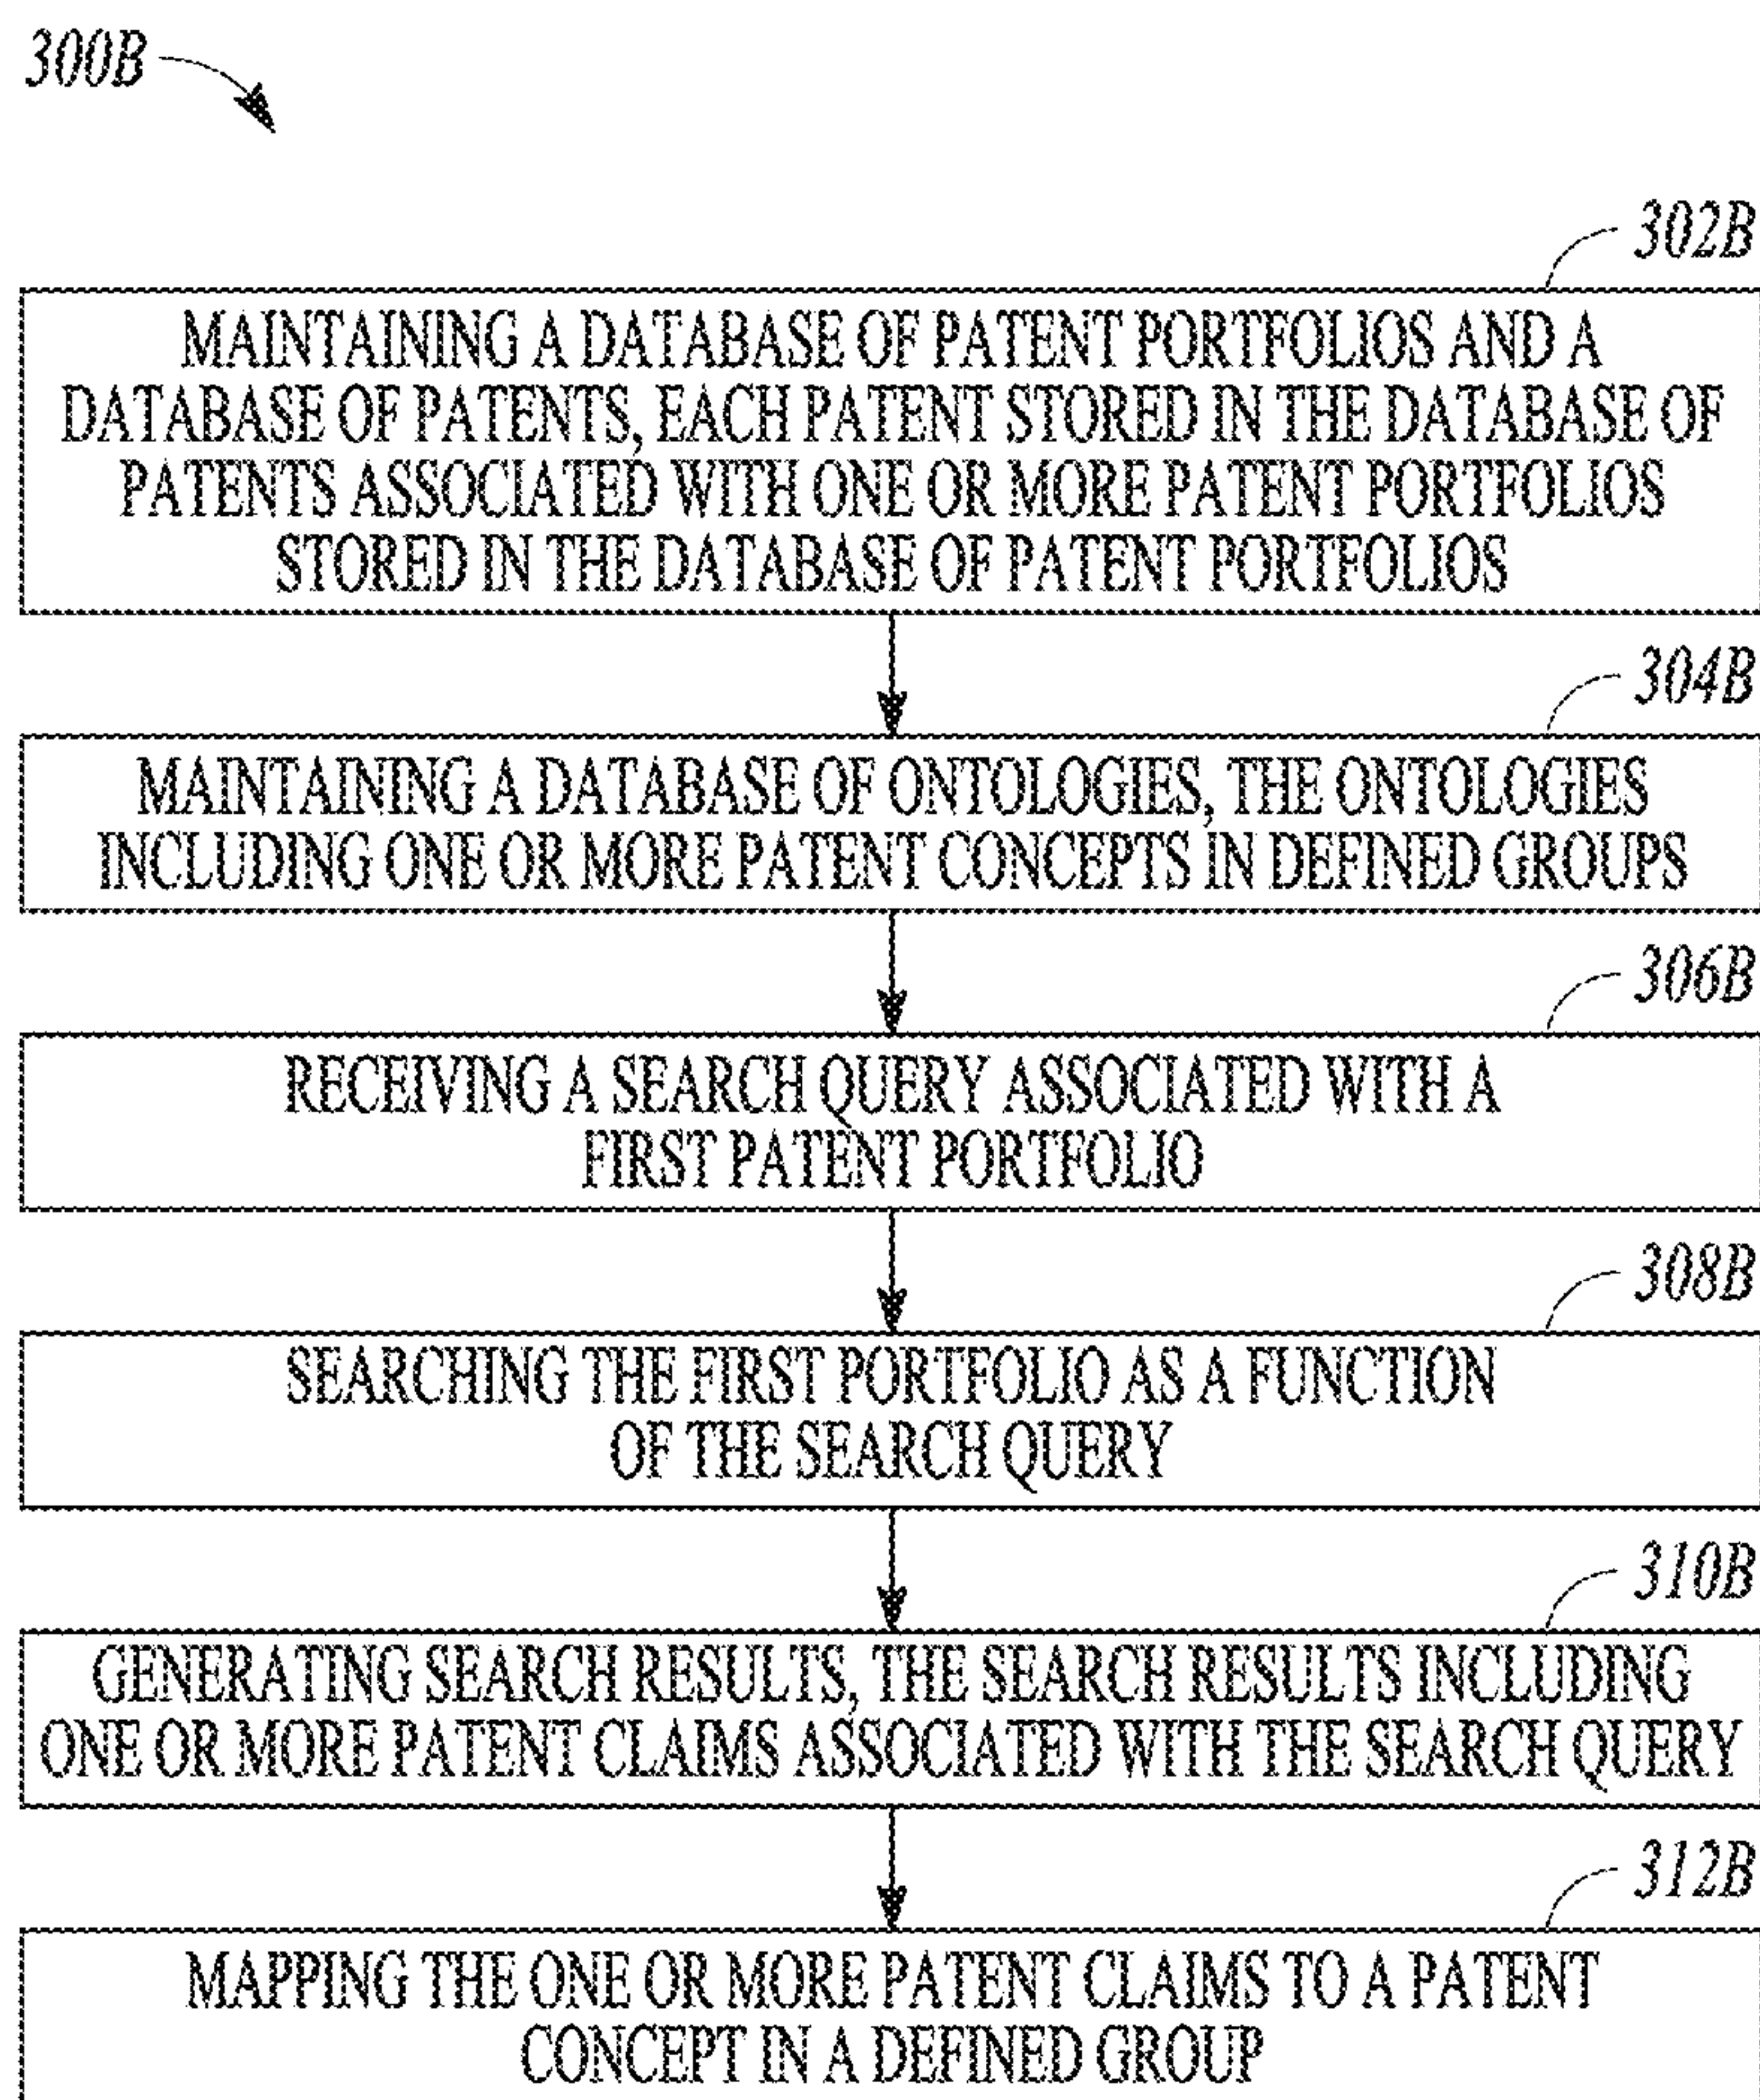 300B
302B
MAINTAINING A DATABASE OF PATENT PORTFOLIOS AND A
DATABASE OF PATENTS, EACH PATENT STORED IN THE DATABASE OF
PATENTS ASSOCIATED WITH ONE OR MORE PATENT PORTFOLIOS
STORED IN THE DATABASE OF PATENT PORTFOLIOS
304B
MAINTAINING A DATABASE OF ONTOLOGIES, THE ONTOLOGIES
INCLUDING ONE OR MORE PATENT CONCEPTS IN DEFINED GROUPS
306B
RECEIVING A SEARCH QUERY ASSOCIATED WITH A
FIRST PATENT PORTFOLIO
308B
SEARCHING THE FIRST PORTFOLIO AS A FUNCTION
OF THE SEARCH QUERY
310B
GENERATING SEARCH RESULTS, THE SEARCH RESULTS INCLUDING
ONE OR MORE PATENT CLAIMS ASSOCIATED WITH THE SEARCH QUERY
312B
MAPPING THE ONE OR MORE PATENT CLAIMS TO A PATENT
CONCEPT IN A DEFINED GROUP